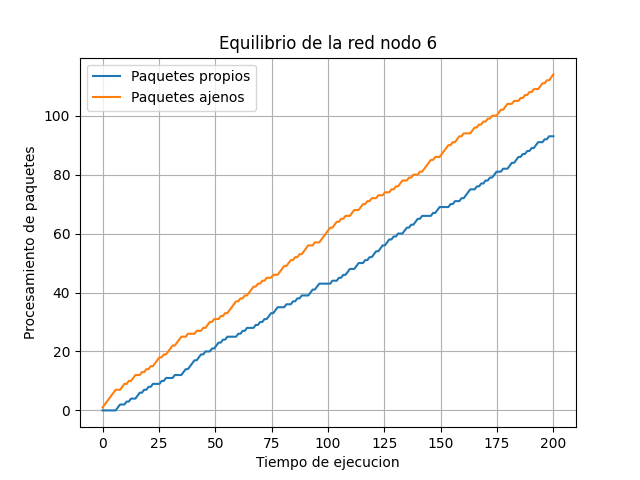 Equilibrio de la red nodo 6
Paquetes propios
Paquetes ajenos
Procesamiento de paquetes
100
80
60
40
20
0
0 25 50 75 100 125 150 175 200
Tiempo de ejecucion